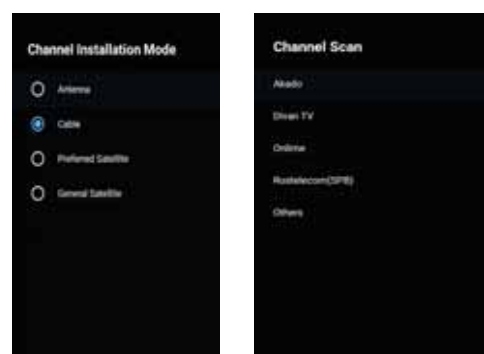 Channel Installation Mode
Antenna
Cable
Preferred Satellite
General Satellite
Channel Scan
Akado
Divan TV
Onlime
Rostelecom(SPB)
Others